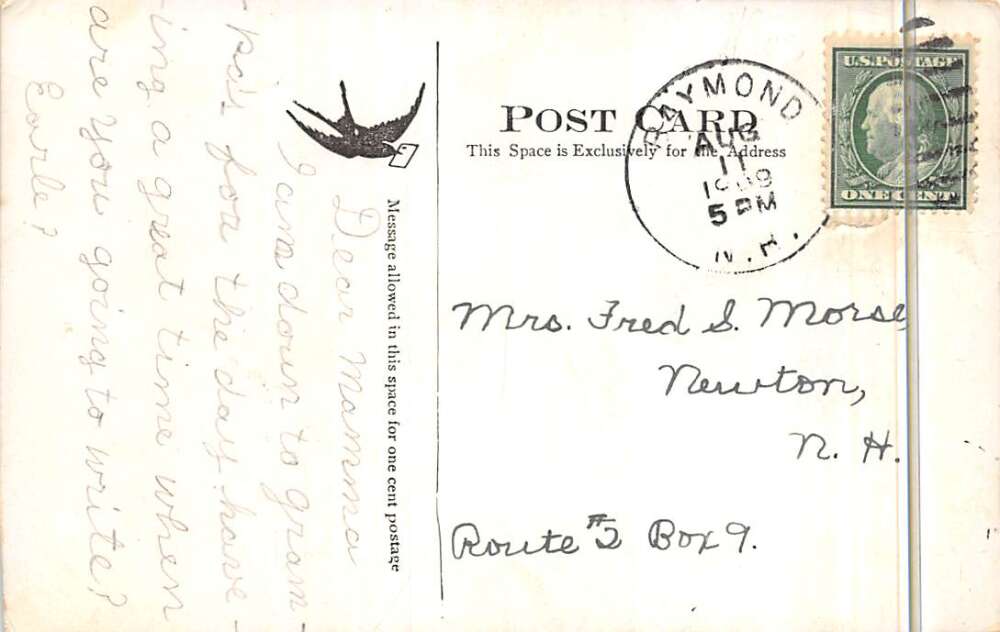 Dear Mamma
I am down to gram-
pa's for the day. have-
ing a great time when
are you going to write?
Earle?
Message allowed in this space for one cent postage
POST CARD
This Space is Exclusively for the Address
RAYMOND
AUG
11
1909
5 PM
N.H.
U.S. POSTAGE
ONE CENT
Mrs. Fred S. Morse
Newton,
N. H.
Route #2 Box 9.